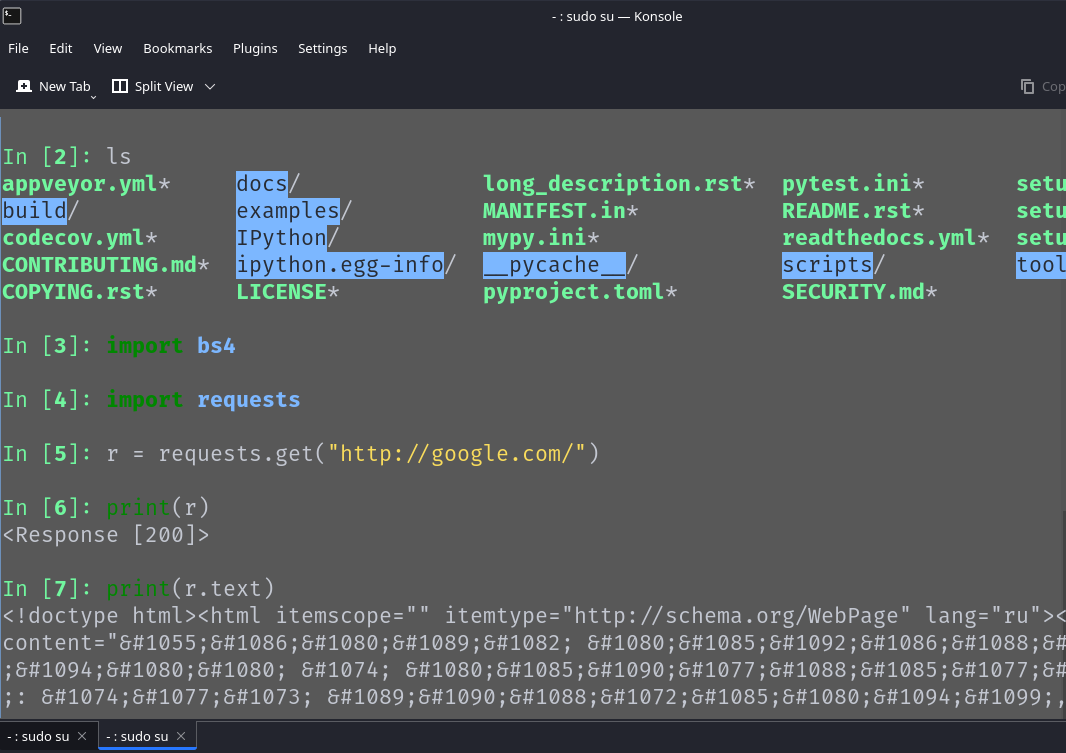 - : sudo su — Konsole
File Edit View Bookmarks Plugins Settings Help
New Tab Split View
In [2]: ls
appveyor.yml* docs/ long_description.rst* pytest.ini*
build/ examples/ MANIFEST.in* README.rst*
codecov.yml* IPython/ mypy.ini* readthedocs.yml*
CONTRIBUTING.md* ipython.egg-info/ __pycache__/ scripts/ tool
COPYING.rst* LICENSE* pyproject.toml* SECURITY.md*
In [3]: import bs4
In [4]: import requests
In [5]: r = requests.get("http://google.com/")
In [6]: print(r)
<Response [200]>
In [7]: print(r.text)
<!doctype html><html itemscope="" itemtype="http://schema.org/WebPage" lang="ru"><
content="&#1055;&#1086;&#1080;&#1089;&#1082; &#1080;&#1085;&#1092;&#1086;&#1088;&#
;&#1094;&#1080;&#1080; &#1074; &#1080;&#1085;&#1090;&#1077;&#1088;&#1085;&#1077;&#
;: &#1074;&#1077;&#1073; &#1089;&#1090;&#1088;&#1072;&#1085;&#1080;&#1094;&#1099;,
- : sudo su - : sudo su